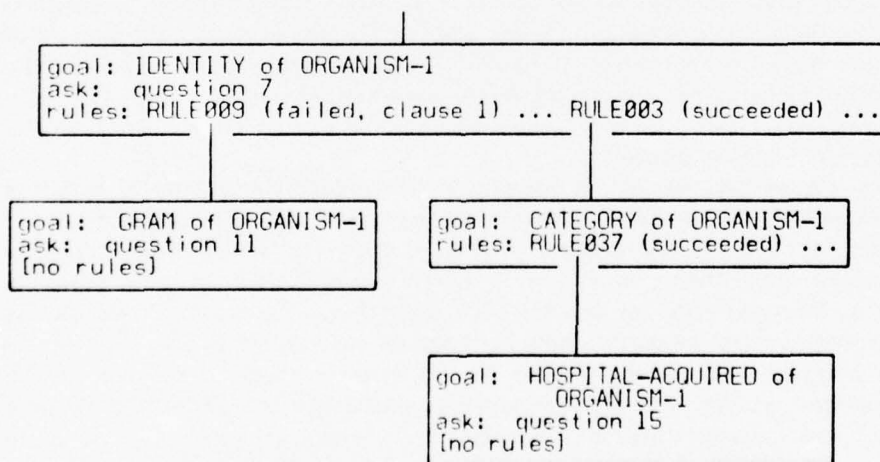 goal: IDENTITY of ORGANISM-1
ask: question 7
rules: RULE009 (failed, clause 1) ... RULE003 (succeeded) ...
goal: GRAM of ORGANISM-1
ask: question 11
[no rules]
goal: CATEGORY of ORGANISM-1
rules: RULE037 (succeeded) ...
goal: HOSPITAL-ACQUIRED of
ORGANISM-1
ask: question 15
[no rules]